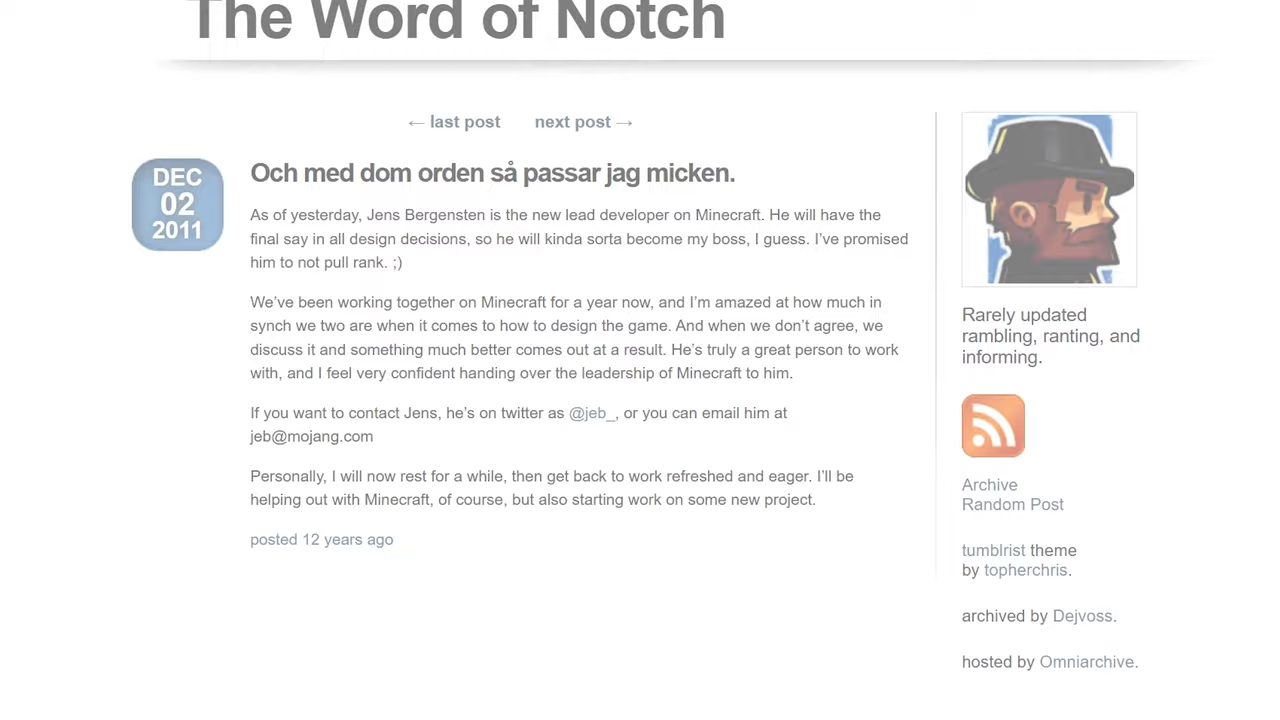 The Word of Notch
← last post next post →
DEC
02
2011
Och med dom orden så passar jag micken.
As of yesterday, Jens Bergensten is the new lead developer on Minecraft. He will have the
final say in all design decisions, so he will kinda sorta become my boss, I guess. I’ve promised
him to not pull rank. ;)
We’ve been working together on Minecraft for a year now, and I’m amazed at how much in
synch we two are when it comes to how to design the game. And when we don’t agree, we
discuss it and something much better comes out at a result. He’s truly a great person to work
with, and I feel very confident handing over the leadership of Minecraft to him.
If you want to contact Jens, he’s on twitter as @jeb_, or you can email him at
jeb@mojang.com
Personally, I will now rest for a while, then get back to work refreshed and eager. I’ll be
helping out with Minecraft, of course, but also starting work on some new project.
posted 12 years ago
Rarely updated
rambling, ranting, and
informing.
Archive
Random Post
tumblrist theme
by topherchris.
archived by Dejvoss.
hosted by Omniarchive.